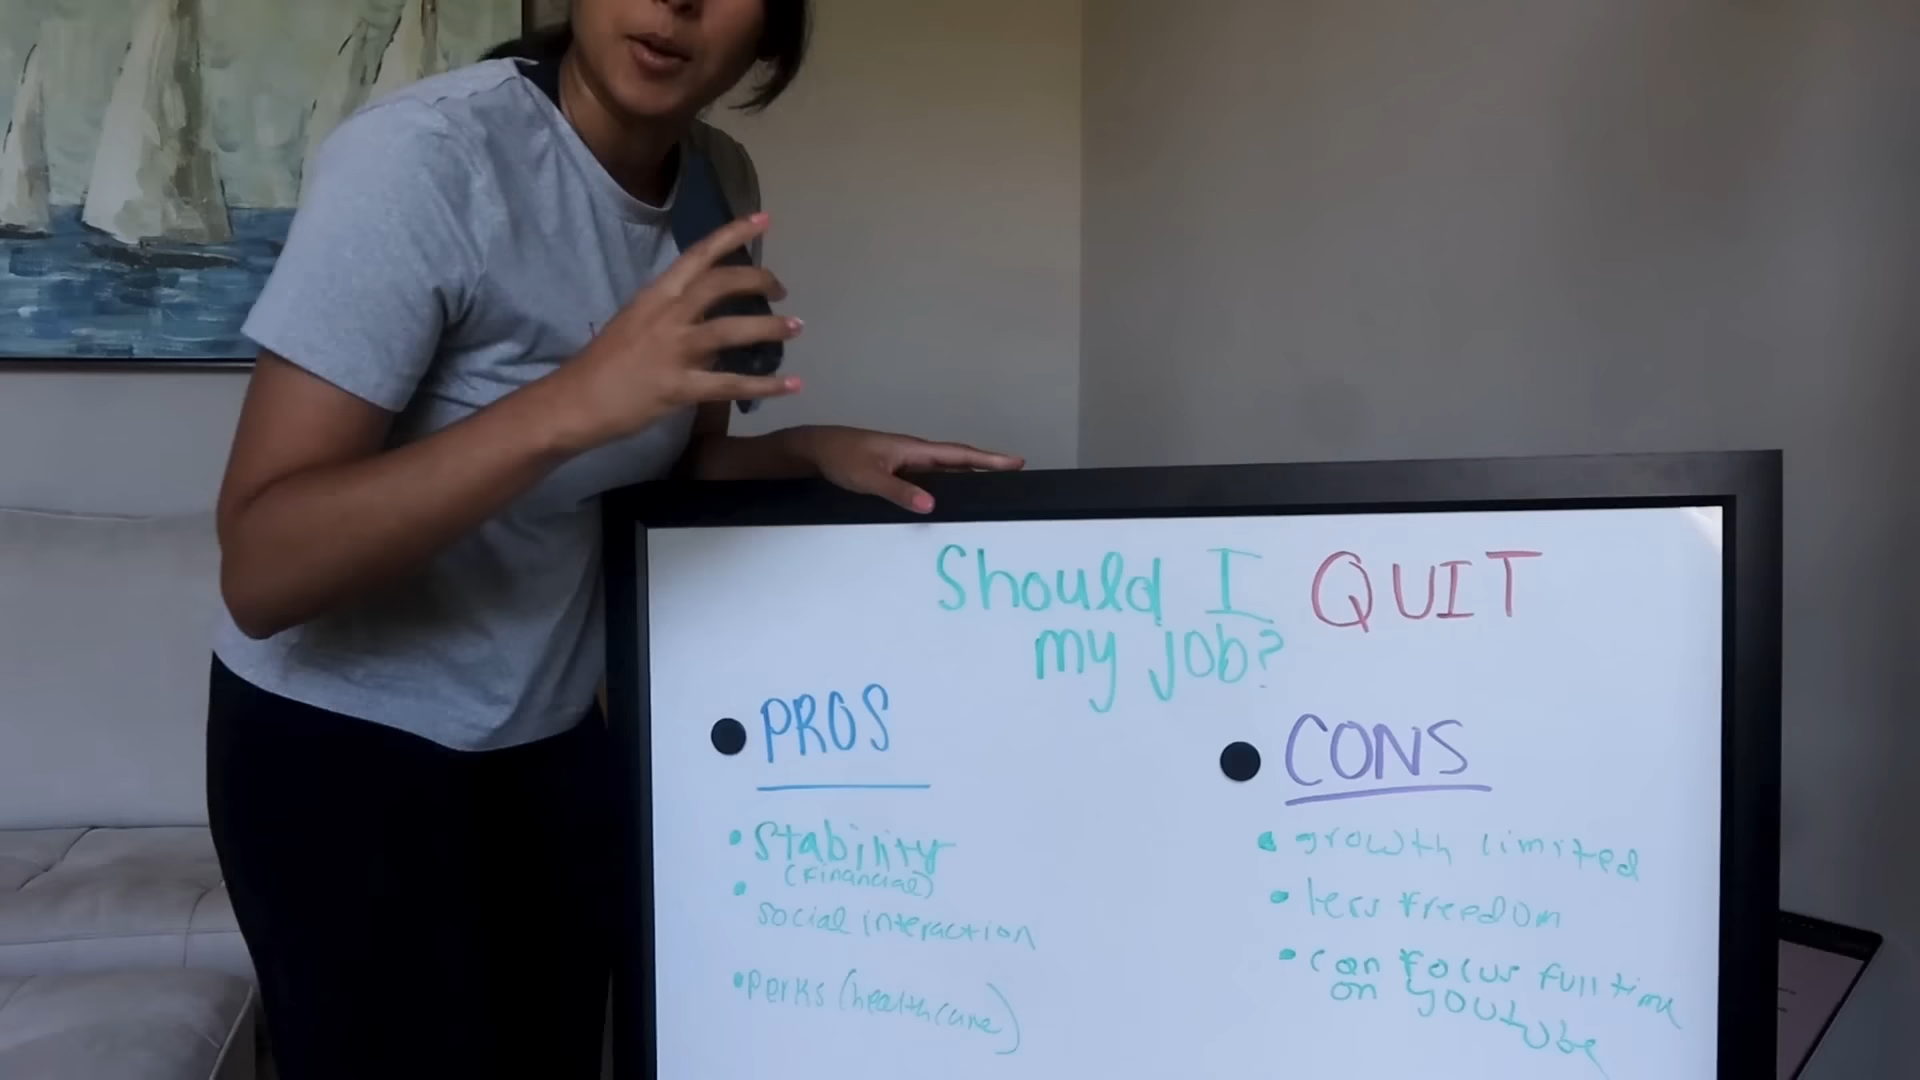 Should I QUIT
my job?
PROS
• Stability
(Financial)
• social interaction
• perks (healthcare)
CONS
• growth limited
• less freedom
• can focus full time
on youtube